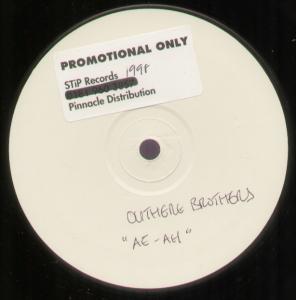 PROMOTIONAL ONLY
STiP Records 1998
Pinnacle Distribution
OUTHERE BROTHERS
"AE-AH"